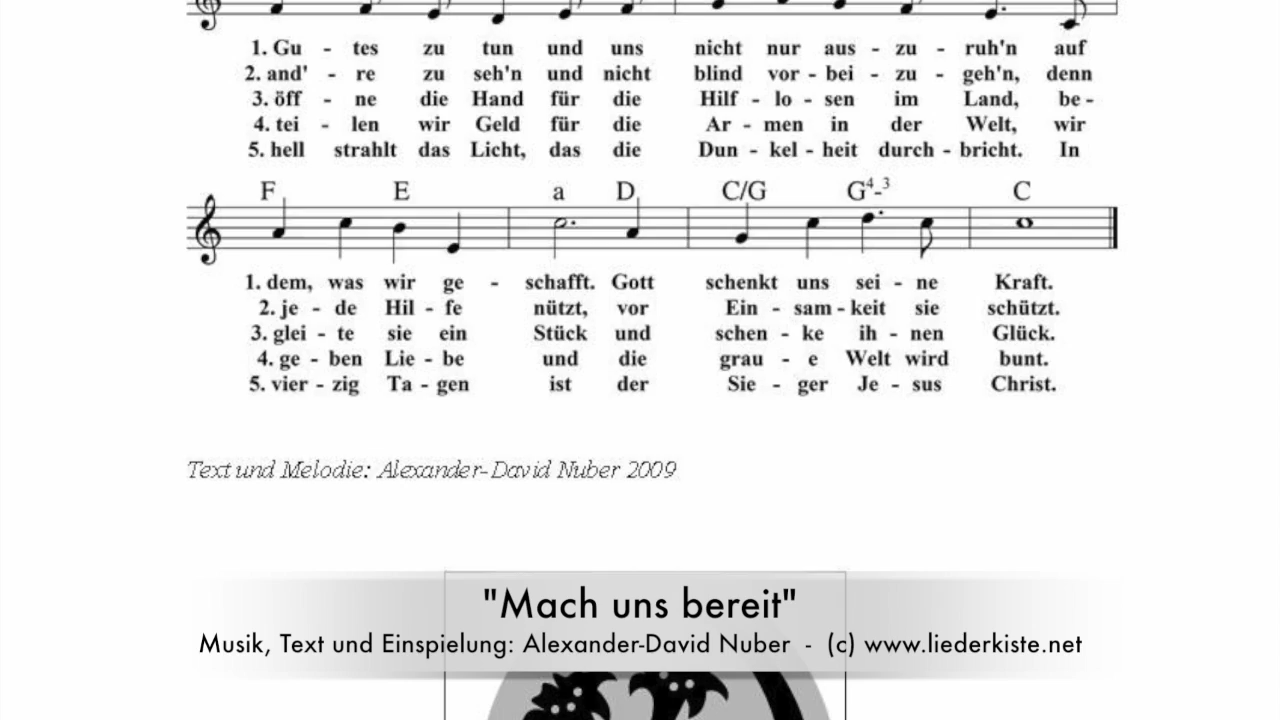 1. Gu - tes zu tun und uns nicht nur aus - zu - ruh'n auf
2. and' - re zu seh'n und nicht blind vor - bei - zu - geh'n, denn
3. öff - ne die Hand für die Hilf - lo - sen im Land, be -
4. tei - len wir Geld für die Ar - men in der Welt, wir
5. hell strahlt das Licht, das die Dun - kel - heit durch - bricht. In
F E a D C/G G4-3 C
1. dem, was wir ge - schafft. Gott schenkt uns sei - ne Kraft.
2. je - de Hil - fe nützt, vor Ein - sam - keit sie schützt.
3. glei - te sie ein Stück und schen - ke ih - nen Glück.
4. ge - ben Lie - be und die grau - e Welt wird bunt.
5. vier - zig Ta - gen ist der Sie - ger Je - sus Christ.
Text und Melodie: Alexander-David Nuber 2009
"Mach uns bereit"
Musik, Text und Einspielung: Alexander-David Nuber - (c) www.liederkiste.net